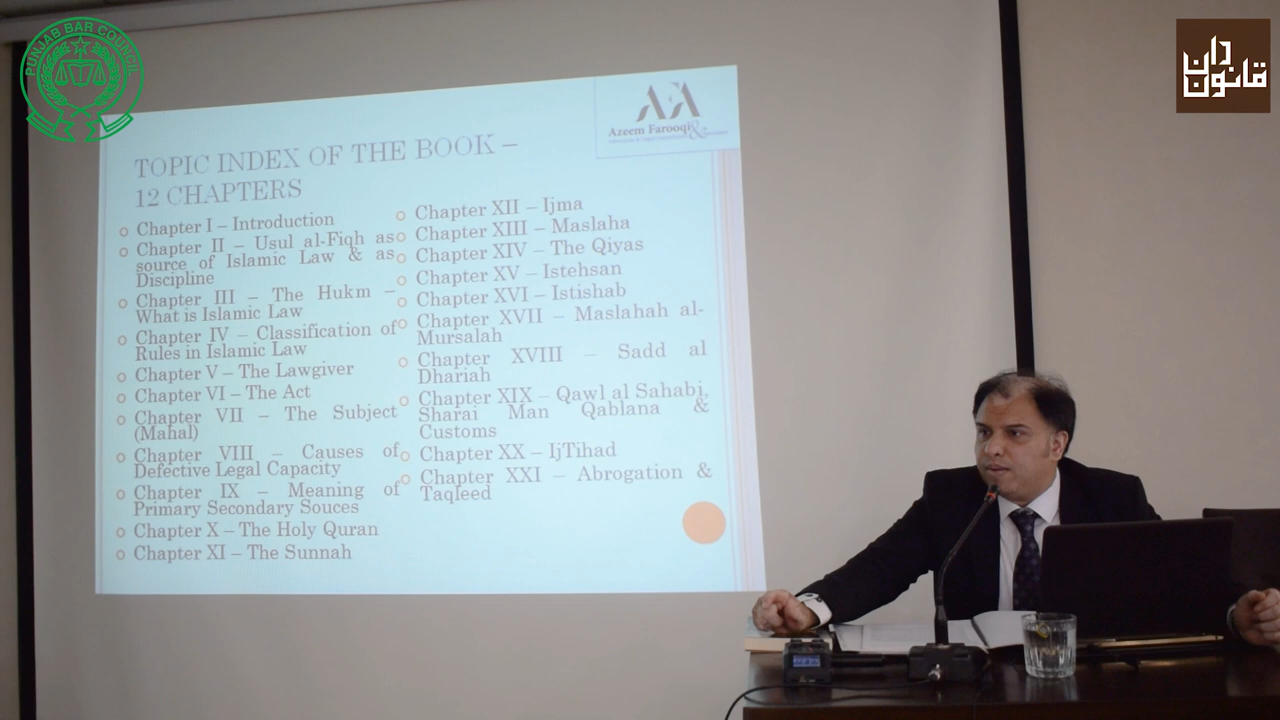 PUNJAB BAR COUNCIL
قانون دان
AFA
Azeem Farooqi &
TOPIC INDEX OF THE BOOK –
12 CHAPTERS
Chapter I – Introduction
Chapter II – Usul al-Fiqh as
source of Islamic Law & as
Discipline
Chapter III – The Hukm –
What is Islamic Law
Chapter IV – Classification of
Rules in Islamic Law
Chapter V – The Lawgiver
Chapter VI – The Act
Chapter VII – The Subject
(Mahal)
Chapter VIII – Causes of
Defective Legal Capacity
Chapter IX – Meaning of
Primary Secondary Souces
Chapter X – The Holy Quran
Chapter XI – The Sunnah
Chapter XII – Ijma
Chapter XIII – Maslaha
Chapter XIV – The Qiyas
Chapter XV – Istehsan
Chapter XVI – Istishab
Chapter XVII – Maslahah al-
Mursalah
Chapter XVIII – Sadd al
Dhariah
Chapter XIX – Qawl al Sahabi,
Sharai Man Qablana &
Customs
Chapter XX – IjTihad
Chapter XXI – Abrogation &
Taqleed